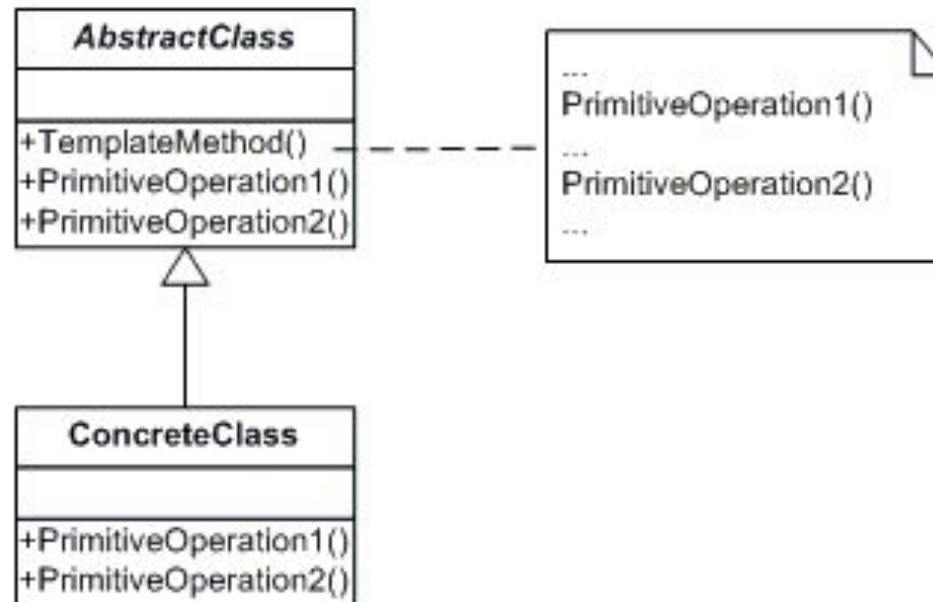 AbstractClass
+TemplateMethod()
+PrimitiveOperation1()
+PrimitiveOperation2()
...
PrimitiveOperation1()
...
PrimitiveOperation2()
...
ConcreteClass
+PrimitiveOperation1()
+PrimitiveOperation2()